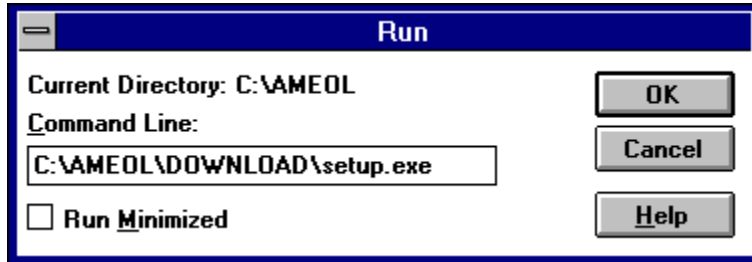 Run
Current Directory: C:\AMEOL
Command Line:
C:\AMEOL\DOWNLOAD\setup.exe
Run Minimized
OK
Cancel
Help